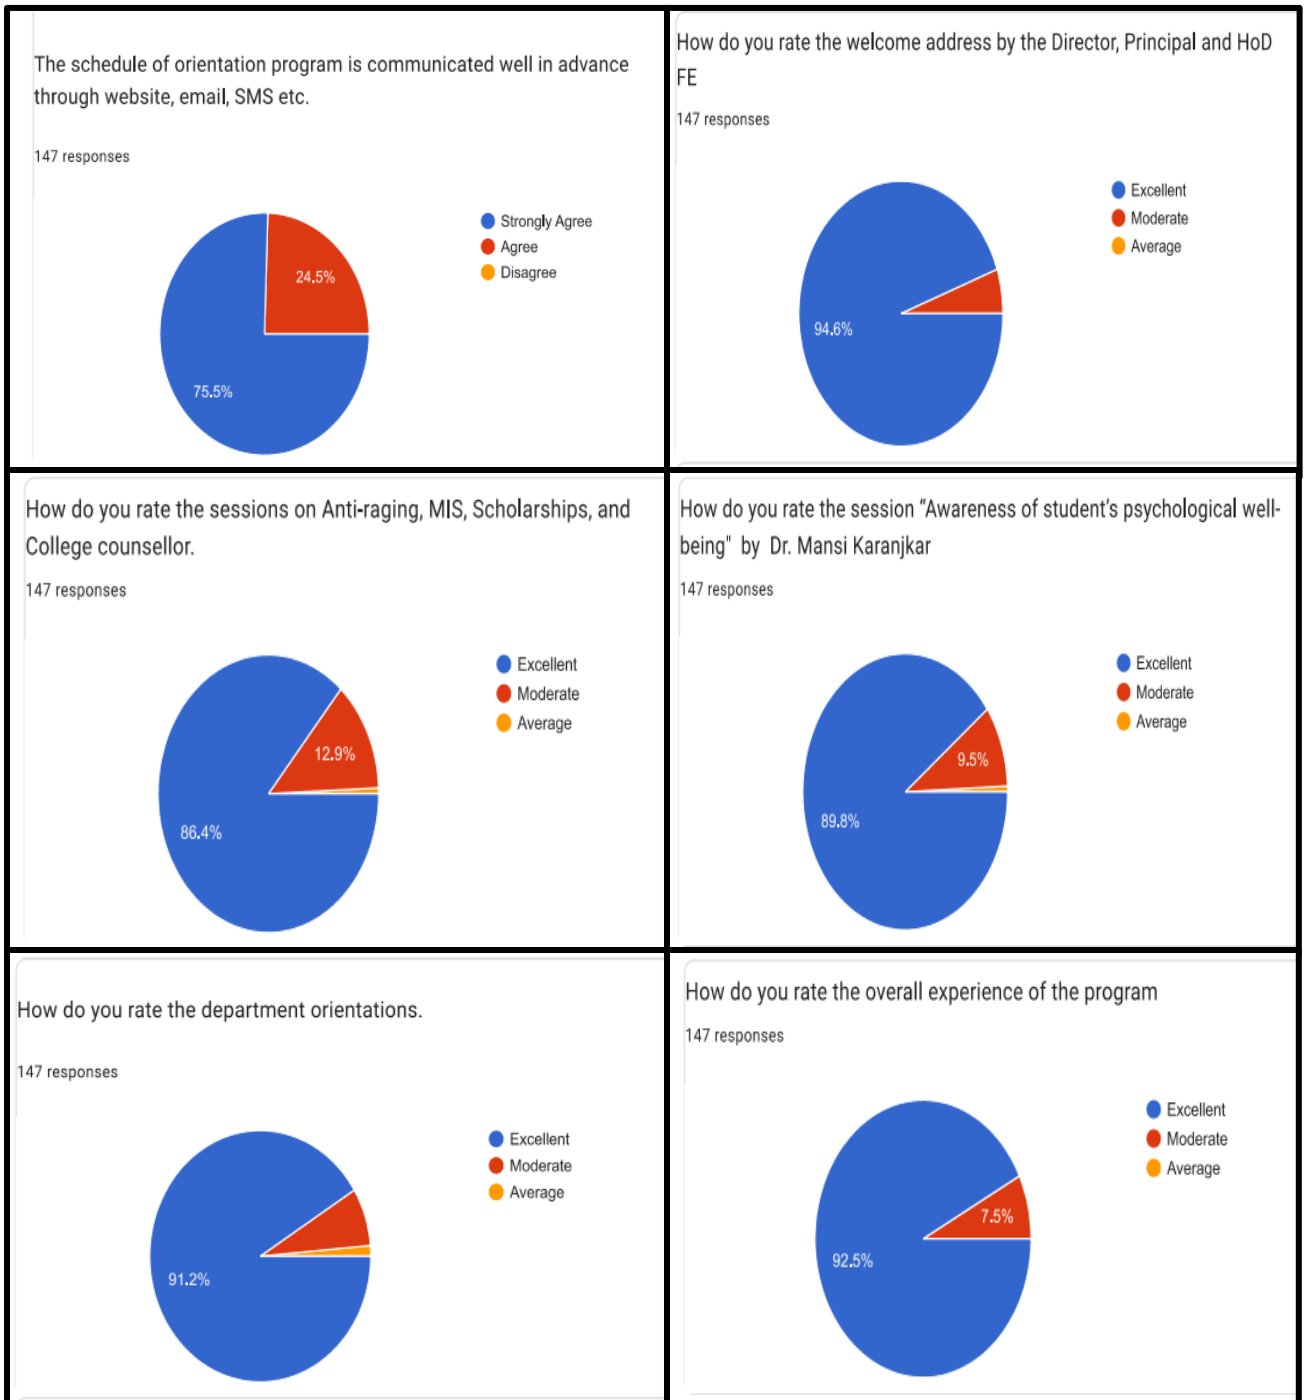 The schedule of orientation program is communicated well in advance
through website, email, SMS etc.
147 responses
Strongly Agree
Agree
Disagree
24.5%
75.5%
How do you rate the welcome address by the Director, Principal and HoD
FE
147 responses
Excellent
Moderate
Average
94.6%
How do you rate the sessions on Anti-raging, MIS, Scholarships, and
College counsellor.
147 responses
Excellent
Moderate
Average
12.9%
86.4%
How do you rate the session “Awareness of student’s psychological well-
being" by Dr. Mansi Karanjkar
147 responses
Excellent
Moderate
Average
9.5%
89.8%
How do you rate the department orientations.
147 responses
Excellent
Moderate
Average
91.2%
How do you rate the overall experience of the program
147 responses
Excellent
Moderate
Average
7.5%
92.5%